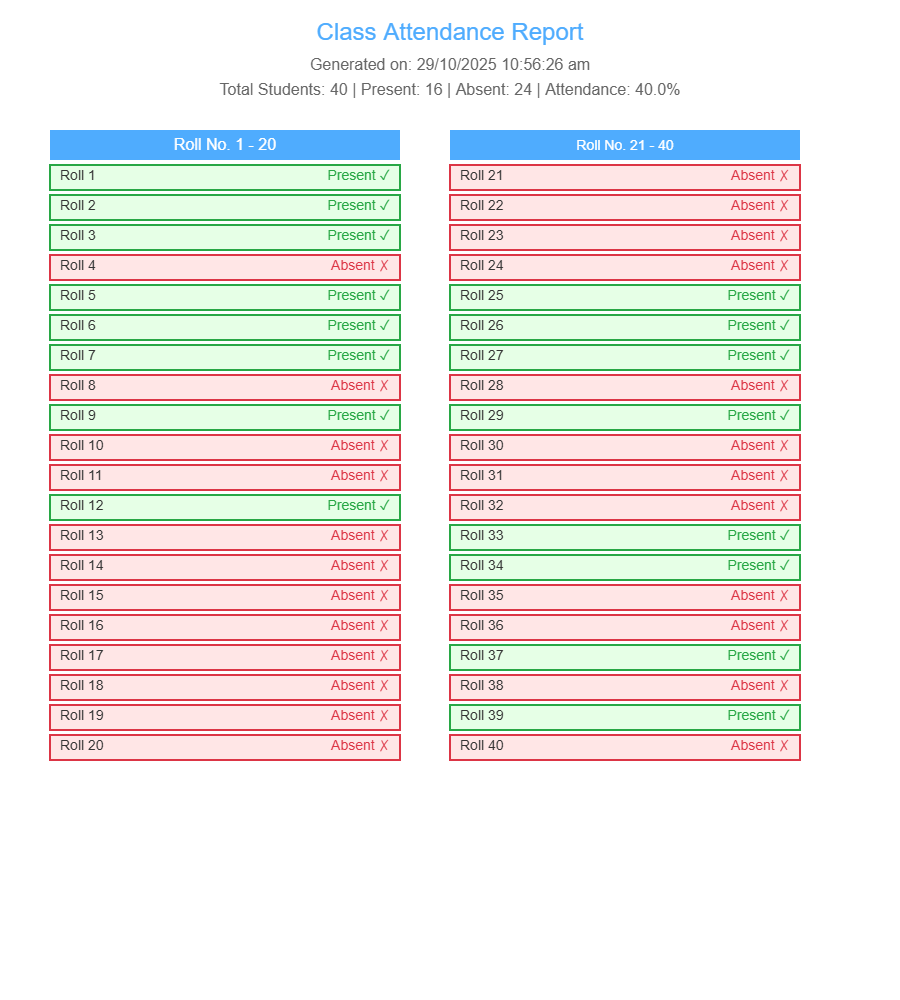 Class Attendance Report
Generated on: 29/10/2025 10:56:26 am
Total Students: 40 | Present: 16 | Absent: 24 | Attendance: 40.0%
Roll No. 1 - 20
Roll 1 Present ✓
Roll 2 Present ✓
Roll 3 Present ✓
Roll 4 Absent ✗
Roll 5 Present ✓
Roll 6 Present ✓
Roll 7 Present ✓
Roll 8 Absent ✗
Roll 9 Present ✓
Roll 10 Absent ✗
Roll 11 Absent ✗
Roll 12 Present ✓
Roll 13 Absent ✗
Roll 14 Absent ✗
Roll 15 Absent ✗
Roll 16 Absent ✗
Roll 17 Absent ✗
Roll 18 Absent ✗
Roll 19 Absent ✗
Roll 20 Absent ✗
Roll No. 21 - 40
Roll 21 Absent ✗
Roll 22 Absent ✗
Roll 23 Absent ✗
Roll 24 Absent ✗
Roll 25 Present ✓
Roll 26 Present ✓
Roll 27 Present ✓
Roll 28 Absent ✗
Roll 29 Present ✓
Roll 30 Absent ✗
Roll 31 Absent ✗
Roll 32 Absent ✗
Roll 33 Present ✓
Roll 34 Present ✓
Roll 35 Absent ✗
Roll 36 Absent ✗
Roll 37 Present ✓
Roll 38 Absent ✗
Roll 39 Present ✓
Roll 40 Absent ✗